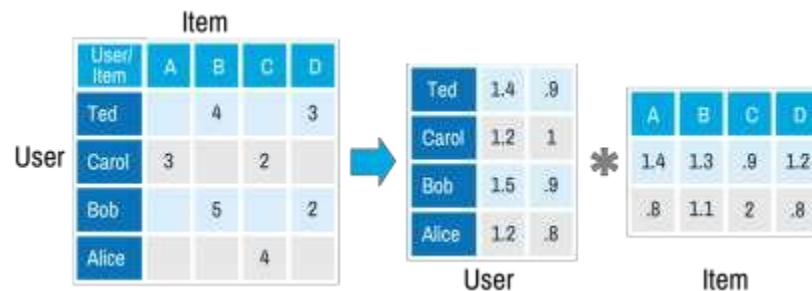 Item
User/
Item A B C D
Ted 4 3
User
Carol 3 2
Bob 5 2
Alice 4
Ted 1.4 .9
Carol 1.2 1
Bob 1.5 .9
Alice 1.2 .8
User
*
A B C D
1.4 1.3 .9 1.2
.8 1.1 2 .8
Item